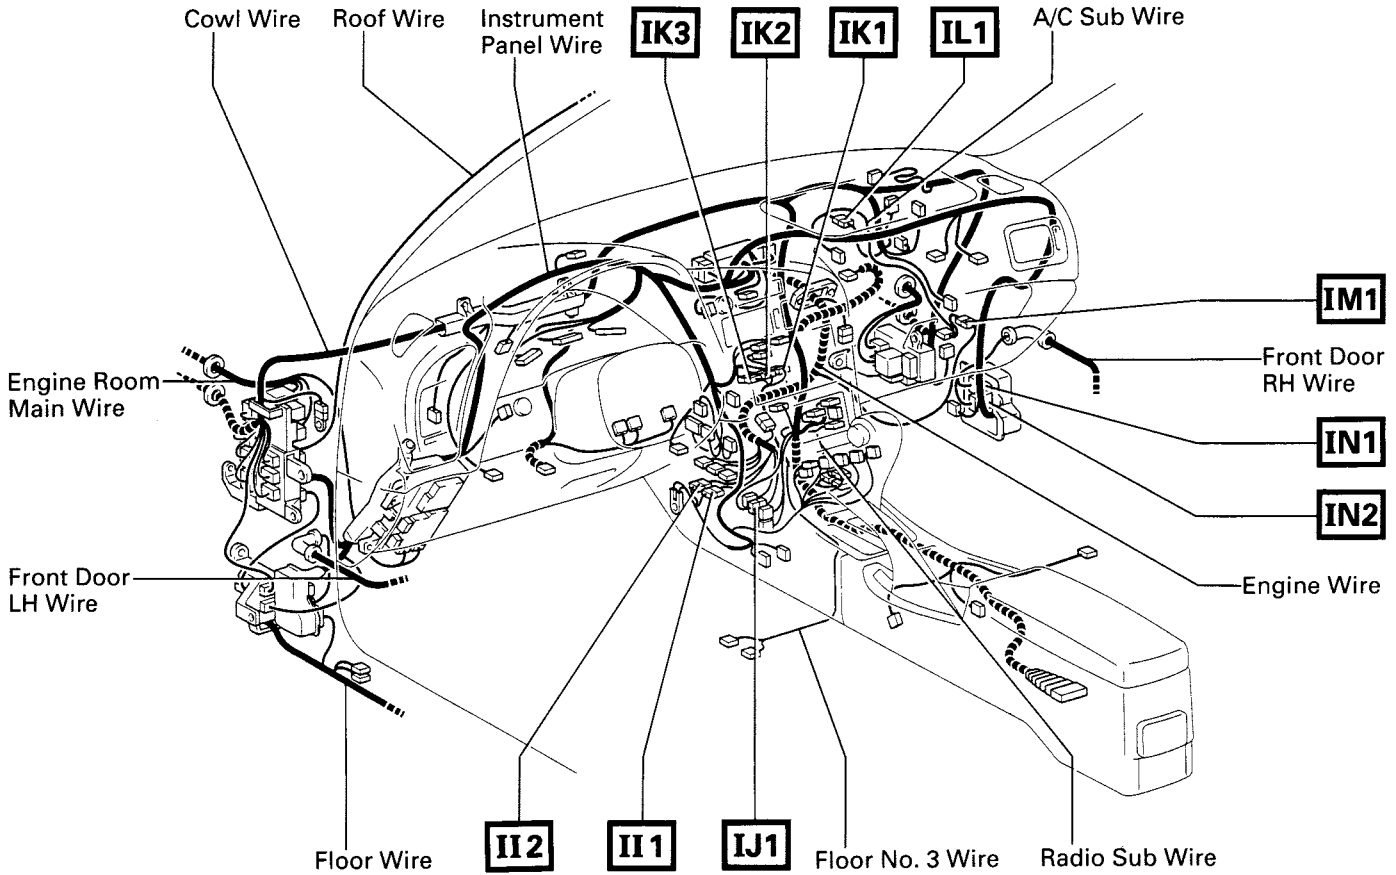 Cowl Wire
Roof Wire
Instrument
Panel Wire
IK3
IK2
IK1
IL1
A/C Sub Wire
IM1
Front Door
RH Wire
Engine Room
Main Wire
IN1
IN2
Front Door
LH Wire
Engine Wire
Floor Wire
II2
II1
IJ1
Floor No. 3 Wire
Radio Sub Wire